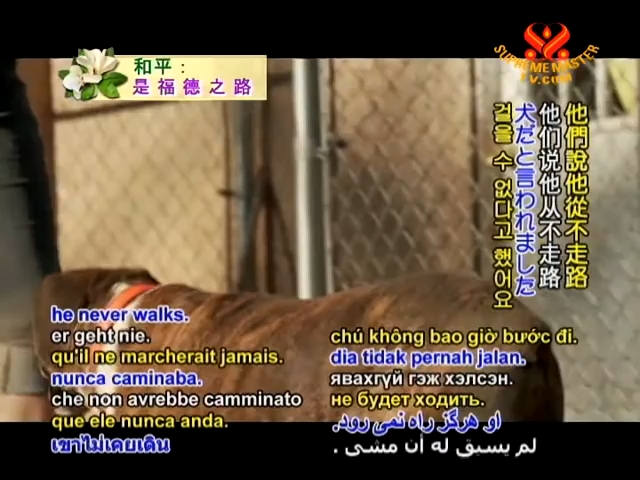 和平：
是福德之路
SUPREME MASTER
TV.COM
他們說他從不走路
他们说他从不走路
犬だと言われました
걸을 수 없다고 했어요
he never walks.
er geht nie.
qu'il ne marcherait jamais.
nunca caminaba.
che non avrebbe camminato
que ele nunca anda.
เขาไม่เคยเดิน
chú không bao giờ bước đi.
dia tidak pernah jalan.
явахгүй гэж хэлсэн.
не будет ходить.
او هرگز راه نمی رود.
لم يسبق له أن مشى .